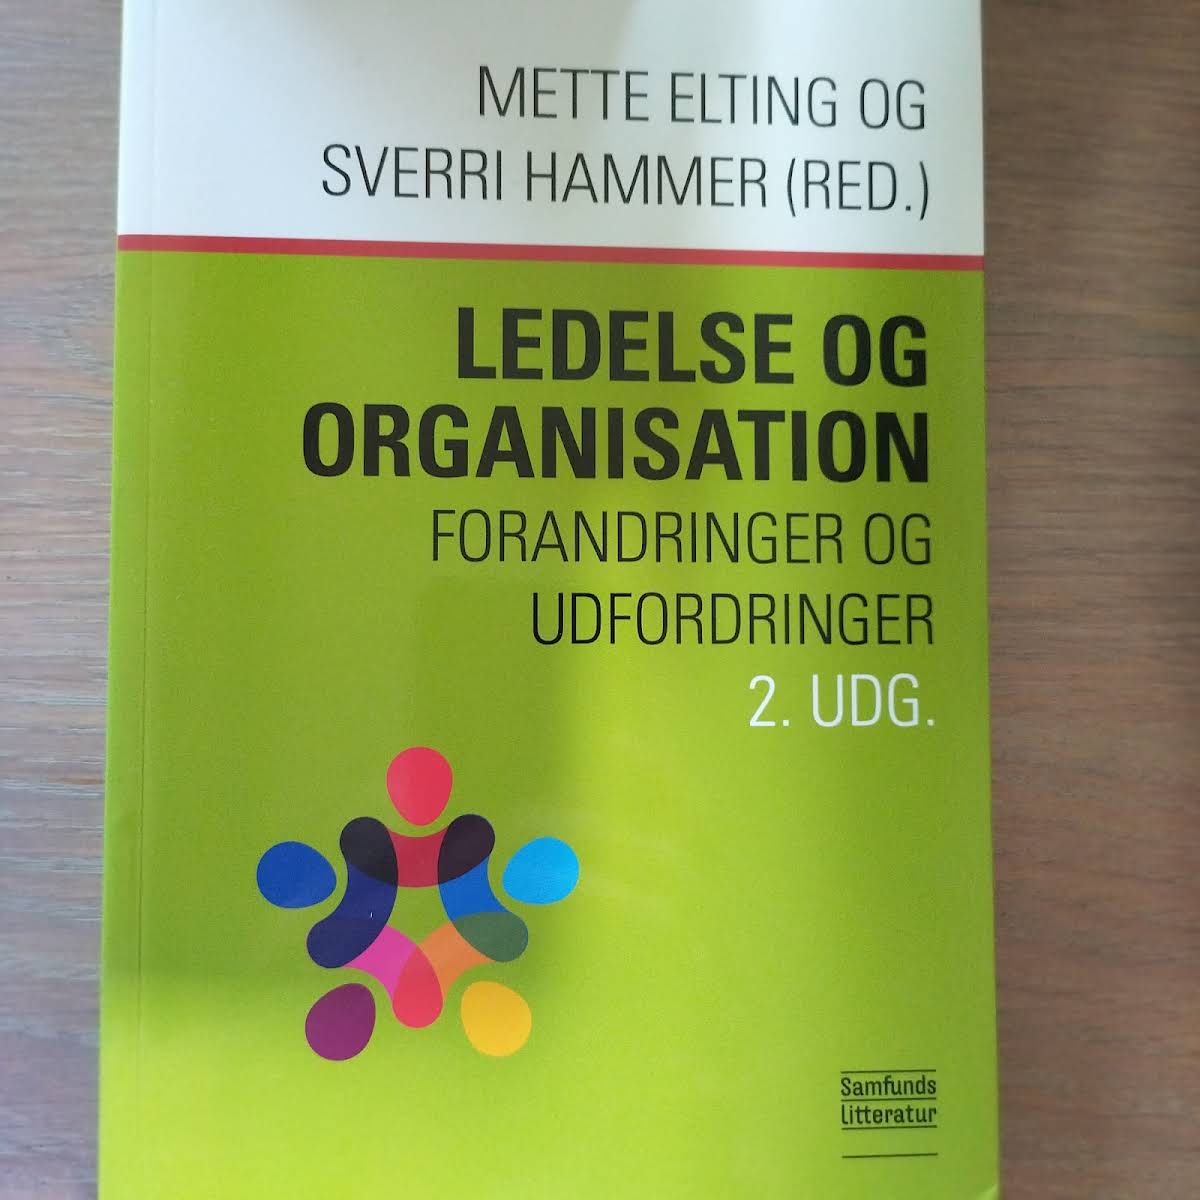 METTE ELTING OG
SVERRI HAMMER (RED.)
LEDELSE OG
ORGANISATION
FORANDRINGER OG
UDFORDRINGER
2. UDG.
Samfunds
litteratur